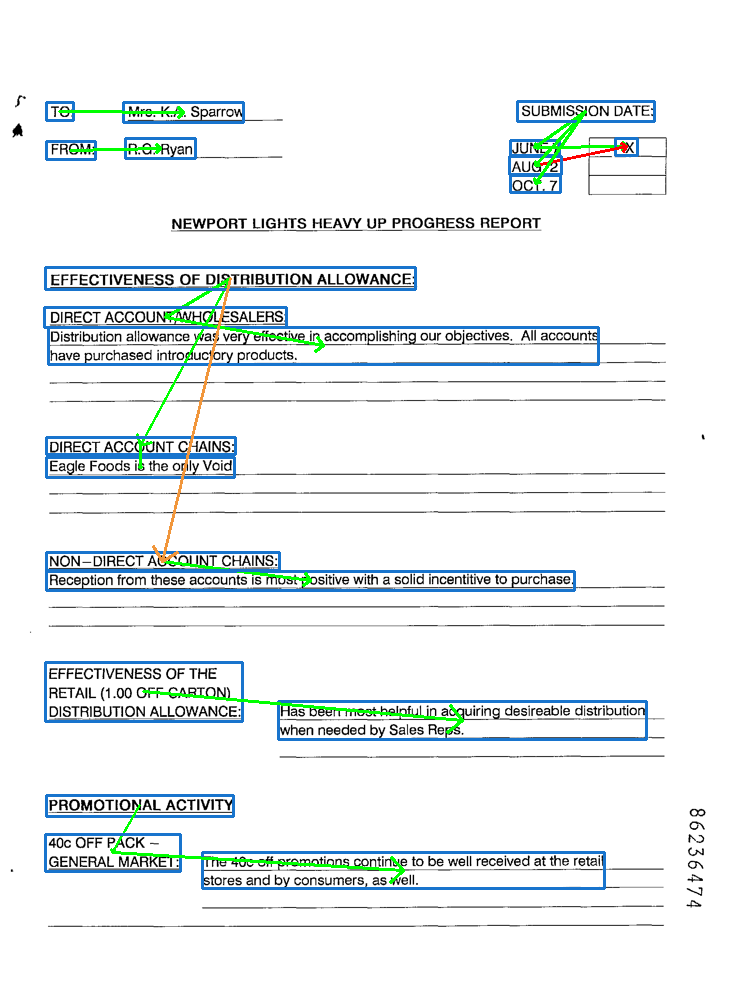 TO: Mrs. K.A. Sparrow
SUBMISSION DATE:
FROM: R.G. Ryan
JUNE X
AUG. 2
OCT. 7
NEWPORT LIGHTS HEAVY UP PROGRESS REPORT
EFFECTIVENESS OF DISTRIBUTION ALLOWANCE:
DIRECT ACCOUNT/WHOLESALERS:
Distribution allowance was very effective in accomplishing our objectives. All accounts
have purchased introductory products.
DIRECT ACCOUNT CHAINS:
Eagle Foods is the only Void
NON-DIRECT ACCOUNT CHAINS:
Reception from these accounts is most positive with a solid incentitive to purchase.
EFFECTIVENESS OF THE
RETAIL (1.00 OFF CARTON)
DISTRIBUTION ALLOWANCE:
Has been most helpful in acquiring desireable distribution
when needed by Sales Reps.
PROMOTIONAL ACTIVITY
40c OFF PACK –
GENERAL MARKET:
The 40c off promotions continue to be well received at the retail
stores and by consumers, as well.
86236474